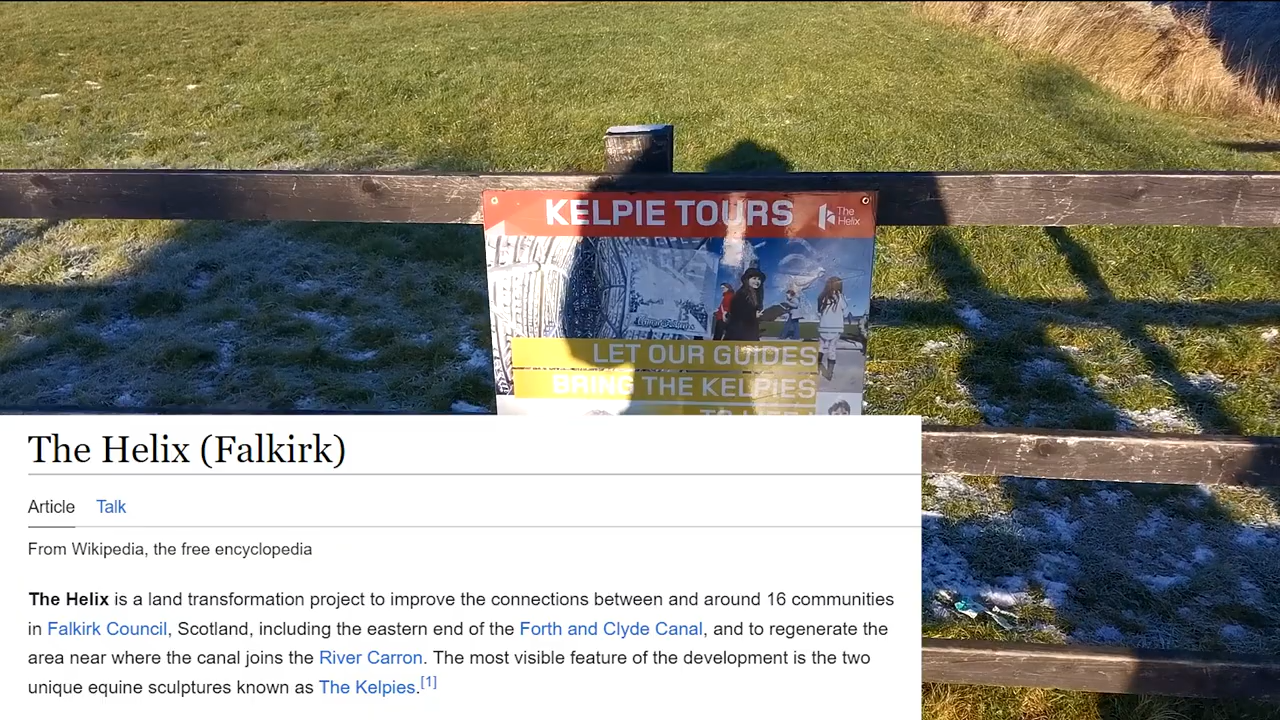 KELPIE TOURS
The
Helix
LET OUR GUIDES
BRING THE KELPIES
The Helix (Falkirk)
Article Talk
From Wikipedia, the free encyclopedia
The Helix is a land transformation project to improve the connections between and around 16 communities
in Falkirk Council, Scotland, including the eastern end of the Forth and Clyde Canal, and to regenerate the
area near where the canal joins the River Carron. The most visible feature of the development is the two
unique equine sculptures known as The Kelpies.[1]